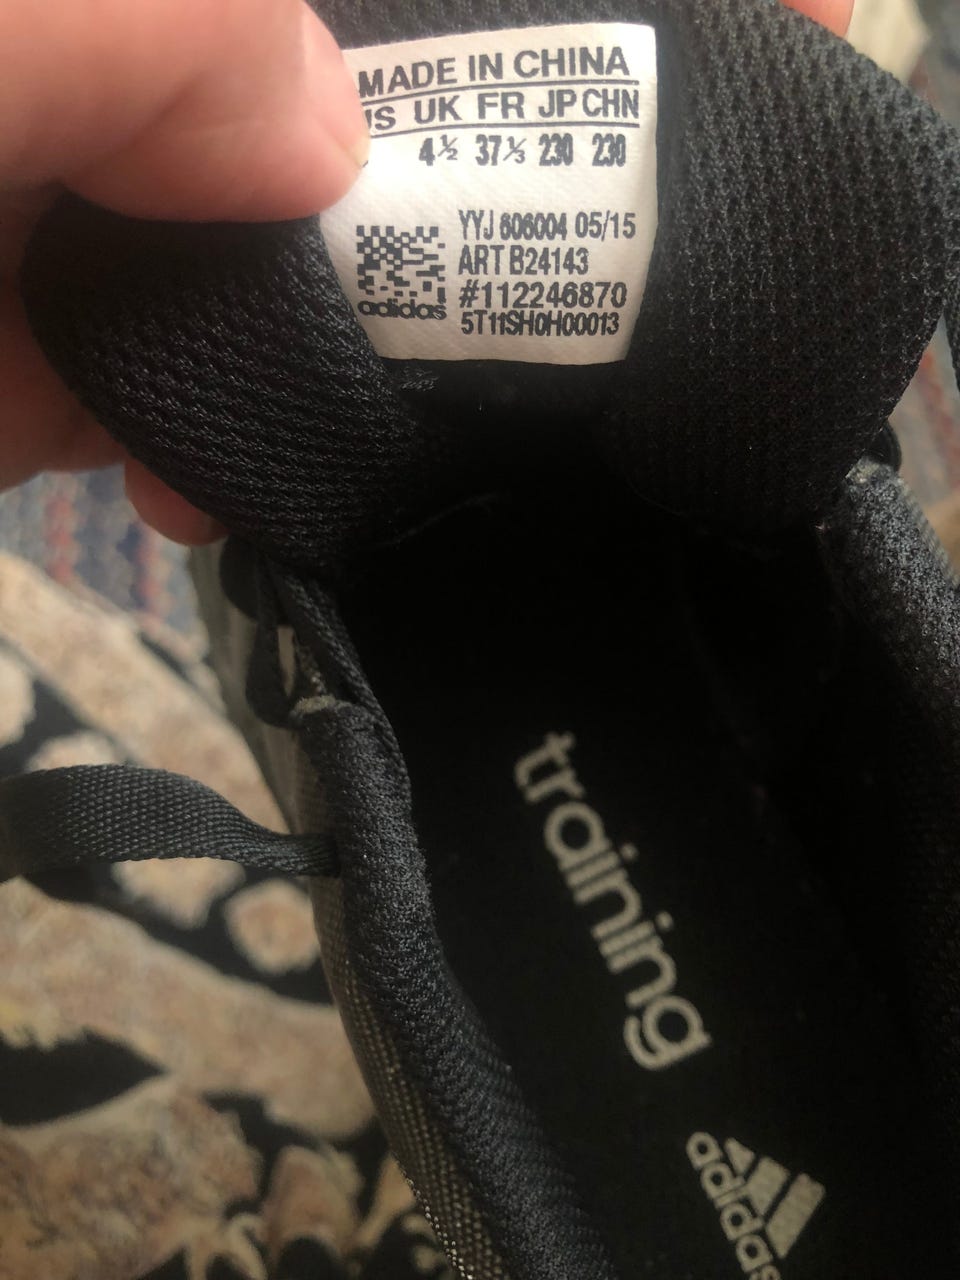 MADE IN CHINA
US UK FR JP CHN
4½ 37⅓ 230 230
YYJ 606004 05/15
ART B24143
#112246870
adidas
5T11SH0H00013
training
adidas